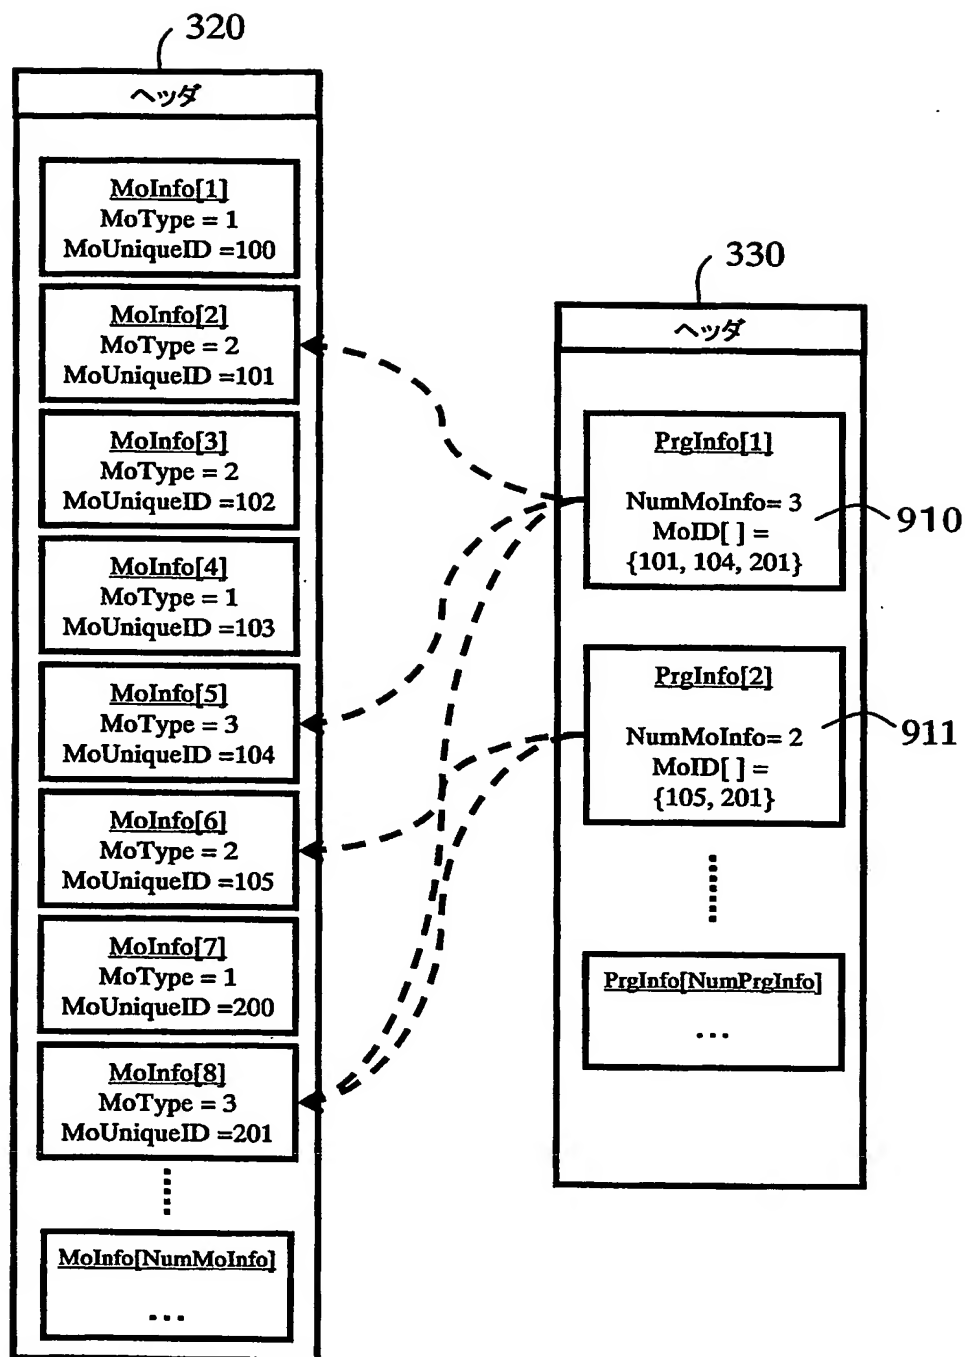 320
ヘッダ
MoInfo[1]
MoType = 1
MoUniqueID =100
MoInfo[2]
MoType = 2
MoUniqueID =101
MoInfo[3]
MoType = 2
MoUniqueID =102
MoInfo[4]
MoType = 1
MoUniqueID =103
MoInfo[5]
MoType = 3
MoUniqueID =104
MoInfo[6]
MoType = 2
MoUniqueID =105
MoInfo[7]
MoType = 1
MoUniqueID =200
MoInfo[8]
MoType = 3
MoUniqueID =201
MoInfo[NumMoInfo]
...
330
ヘッダ
PrgInfo[1]
NumMoInfo= 3
MoID[ ] =
{101, 104, 201}
910
PrgInfo[2]
NumMoInfo= 2
MoID[ ] =
{105, 201}
911
PrgInfo[NumPrgInfo]
...